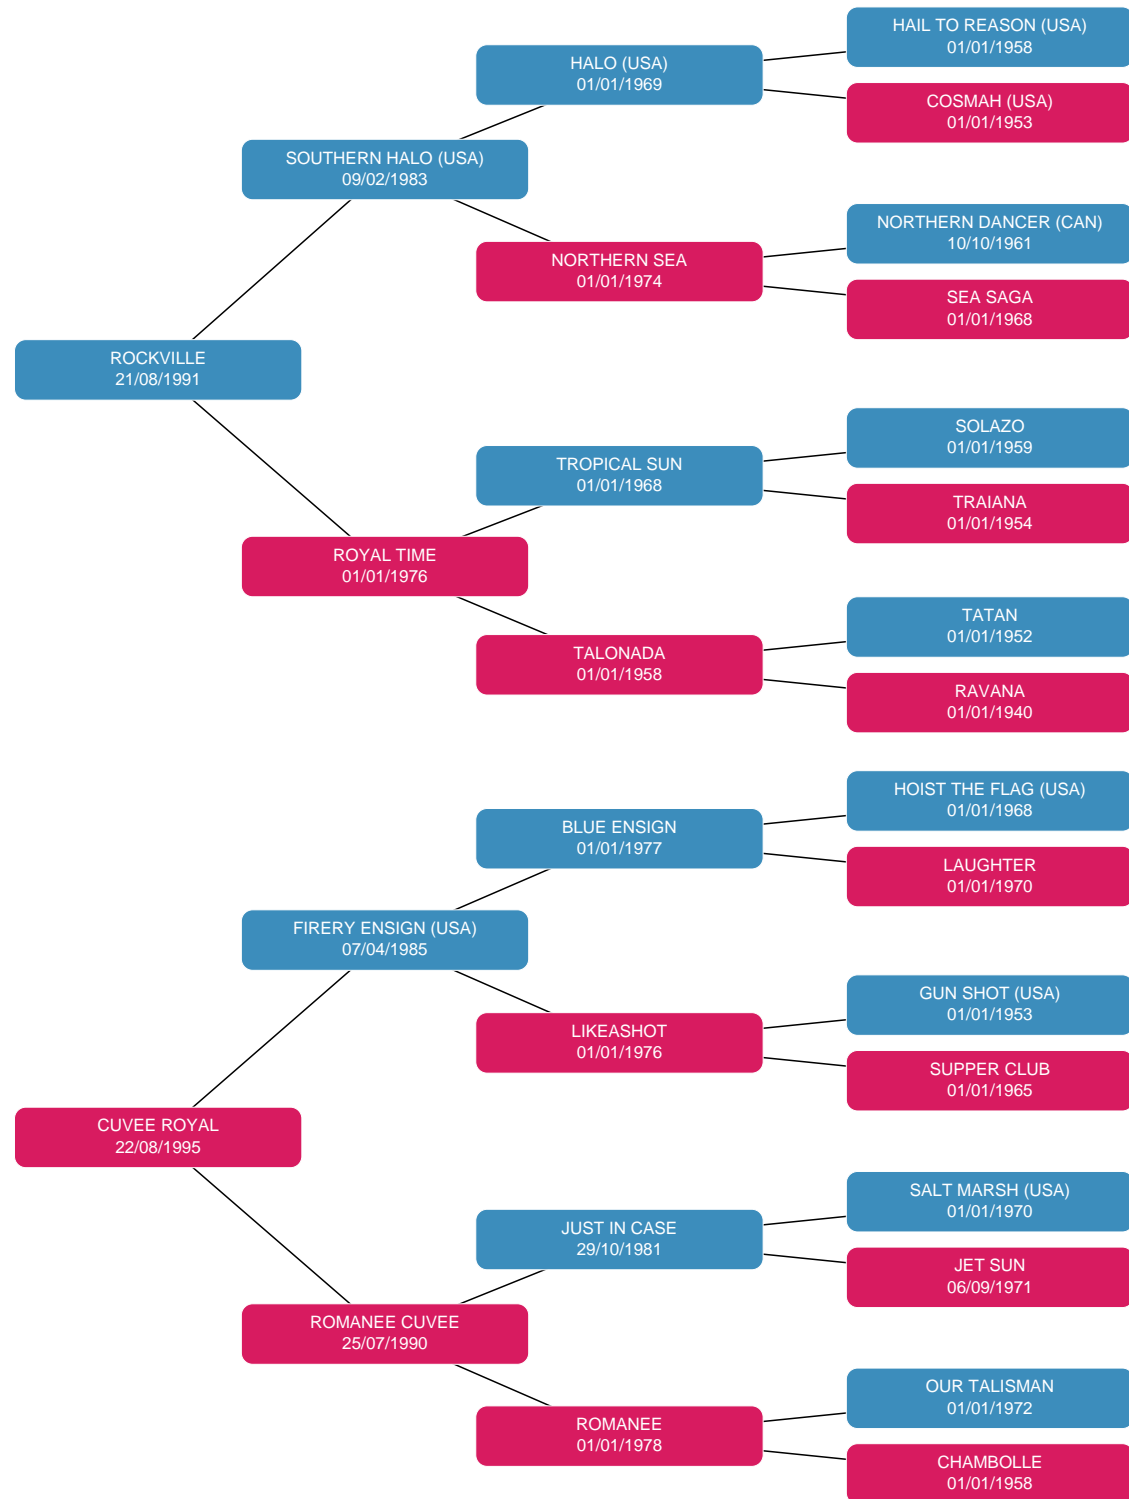 HAIL TO REASON (USA)
01/01/1958
HALO (USA)
01/01/1969
COSMAH (USA)
01/01/1953
SOUTHERN HALO (USA)
09/02/1983
NORTHERN DANCER (CAN)
10/10/1961
NORTHERN SEA
01/01/1974
SEA SAGA
01/01/1968
ROCKVILLE
21/08/1991
SOLAZO
01/01/1959
TROPICAL SUN
01/01/1968
TRAIANA
01/01/1954
ROYAL TIME
01/01/1976
TATAN
01/01/1952
TALONADA
01/01/1958
RAVANA
01/01/1940
HOIST THE FLAG (USA)
01/01/1968
BLUE ENSIGN
01/01/1977
LAUGHTER
01/01/1970
FIRERY ENSIGN (USA)
07/04/1985
GUN SHOT (USA)
01/01/1953
LIKEASHOT
01/01/1976
SUPPER CLUB
01/01/1965
CUVEE ROYAL
22/08/1995
SALT MARSH (USA)
01/01/1970
JUST IN CASE
29/10/1981
JET SUN
06/09/1971
ROMANEE CUVEE
25/07/1990
OUR TALISMAN
01/01/1972
ROMANEE
01/01/1978
CHAMBOLLE
01/01/1958